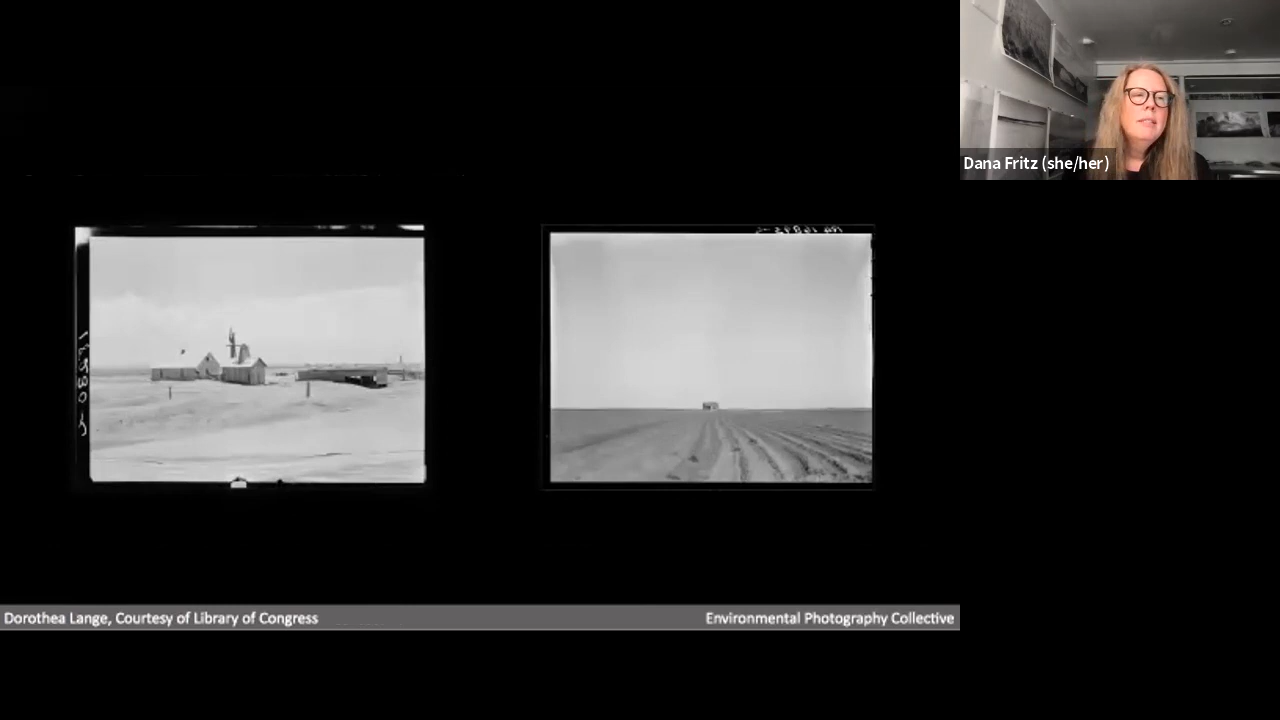 Dana Fritz (she/her)
Dorothea Lange, Courtesy of Library of Congress
Environmental Photography Collective